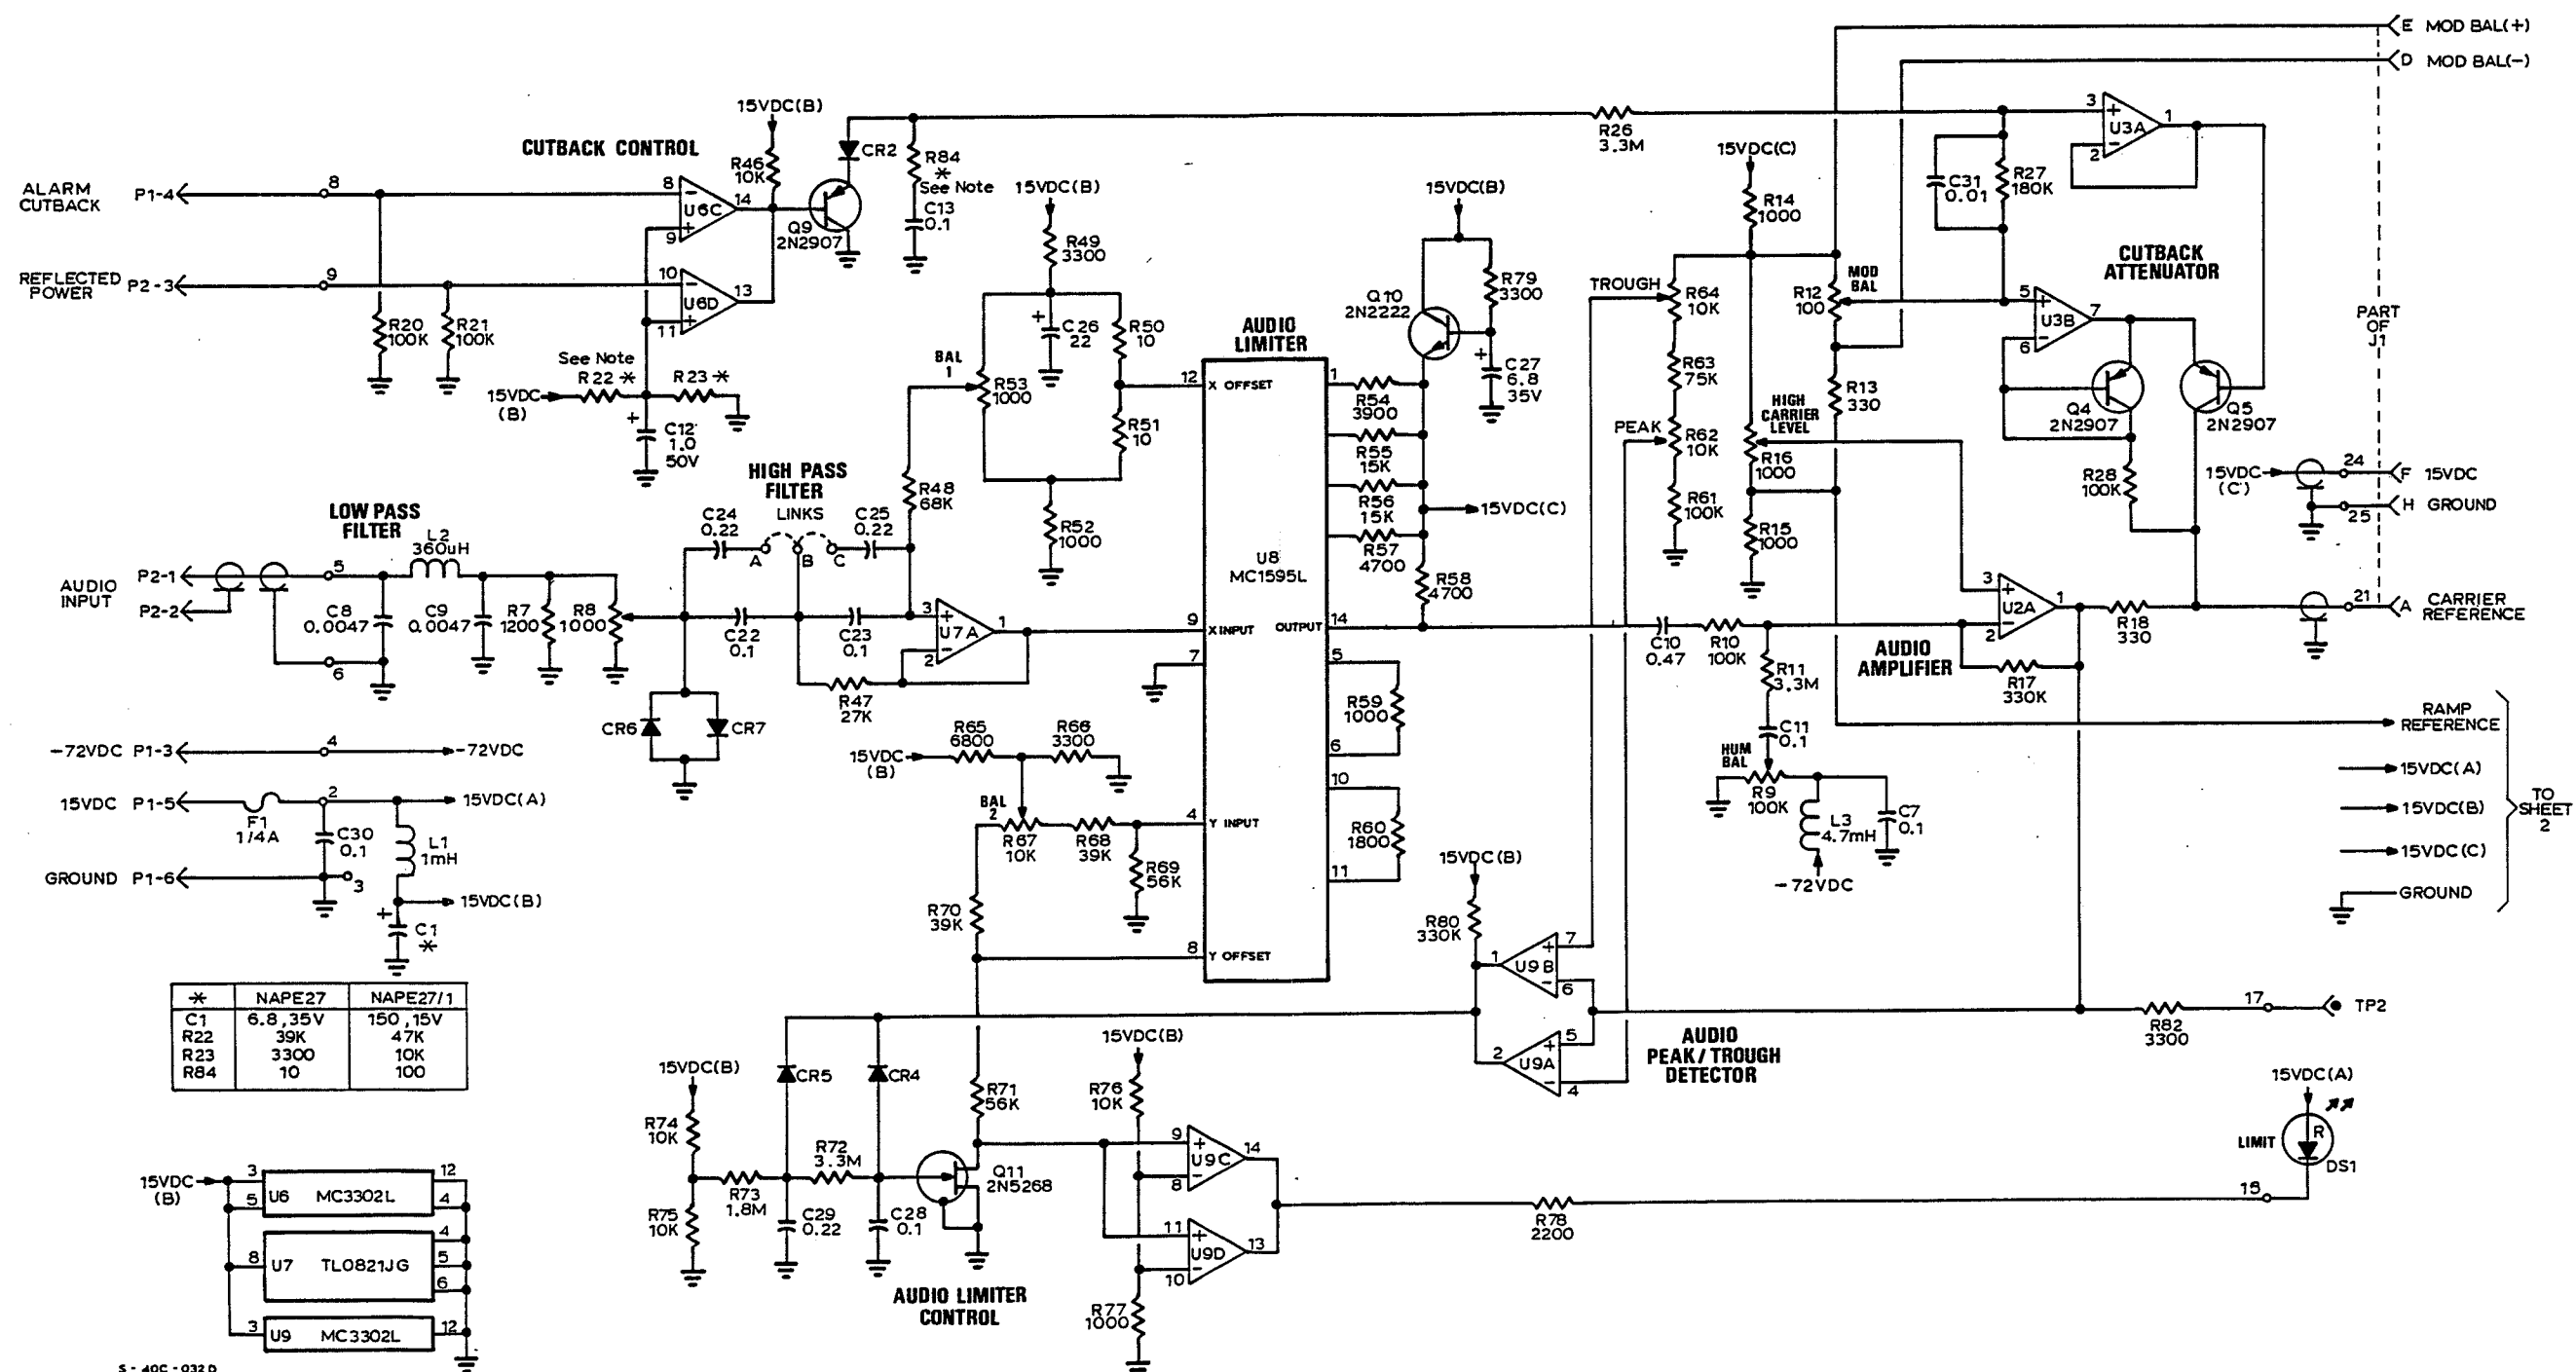 E MOD BAL(+)
D MOD BAL(-)
15VDC(B)
3
+
U3A
1
-
2
CUTBACK CONTROL
R46
10K
CR2
R84
*
See Note
C13
0.1
R26
3.3M
15VDC(C)
R14
1000
C31
0.01
R27
180K
ALARM
CUTBACK
P1-4
8
8
-
U6C
14
+
9
Q9
2N2907
15VDC(B)
R49
3300
15VDC(B)
R79
3300
Q10
2N2222
CUTBACK
ATTENUATOR
REFLECTED
POWER
P2-3
9
10
-
U6D
13
+
11
R20
100K
R21
100K
TROUGH
R64
10K
MOD
BAL
R12
100
5
+
U3B
7
-
6
PART
OF
J1
See Note
R22 *
R23 *
15VDC
(B)
+
C12
1.0
50V
BAL
1
R53
1000
+
C26
22
R50
10
R51
10
AUDIO
LIMITER
12
X OFFSET
1
R54
3900
R55
15K
R56
15K
R57
4700
15VDC(C)
R58
4700
+
C27
6.8
35V
R63
75K
PEAK
R62
10K
R61
100K
HIGH
CARRIER
LEVEL
R16
1000
R13
330
R15
1000
Q4
2N2907
Q5
2N2907
R28
100K
15VDC
(C)
24
F 15VDC
H GROUND
25
LOW PASS
FILTER
L2
360uH
HIGH PASS
FILTER
LINKS
C24
0.22
A
B
C
C25
0.22
R48
68K
R52
1000
U8
MC1595L
AUDIO
INPUT
P2-1
P2-2
5
6
C8
0.0047
C9
0.0047
R7
1200
R8
1000
C22
0.1
C23
0.1
3
+
U7A
1
-
2
R47
27K
9
X INPUT
OUTPUT
14
7
C10
0.47
R10
100K
R11
3.3M
C11
0.1
AUDIO
AMPLIFIER
3
+
U2A
1
-
2
R18
330
R17
330K
21
A CARRIER
REFERENCE
5
R59
1000
6
CR6
CR7
-72VDC P1-3
4
-72VDC
R65
6800
R66
3300
15VDC
(B)
HUM
BAL
R9
100K
L3
4.7mH
-72VDC
C7
0.1
RAMP
REFERENCE
15VDC(A)
15VDC(B)
15VDC(C)
GROUND
TO
SHEET
2
15VDC P1-5
F1
1/4A
2
15VDC(A)
C30
0.1
L1
1mH
GROUND P1-6
3
15VDC(B)
+
C1
*
BAL
2
R67
10K
R68
39K
R69
56K
4
Y INPUT
10
R60
1800
11
R70
39K
8
Y OFFSET
15VDC(B)
R80
330K
7
+
1
U9B
-
6
5
+
2
U9A
-
4
AUDIO
PEAK/TROUGH
DETECTOR
R82
3300
17
TP2
* NAPE27 NAPE27/1
C1 6.8,35V 150,15V
R22 39K 47K
R23 3300 10K
R84 10 100
15VDC(B)
R74
10K
R75
10K
R73
1.8M
CR5
R72
3.3M
CR4
C29
0.22
C28
0.1
Q11
2N5268
R71
56K
15VDC(B)
R76
10K
R77
1000
9
+
U9C
14
-
8
11
+
U9D
13
-
10
R78
2200
15
15VDC(A)
LIMIT
R
DS1
AUDIO LIMITER
CONTROL
15VDC
(B)
3
5
U6 MC3302L
12
4
8
U7 TL0821JG
4
5
6
3
U9 MC3302L
12
S-40C-032D